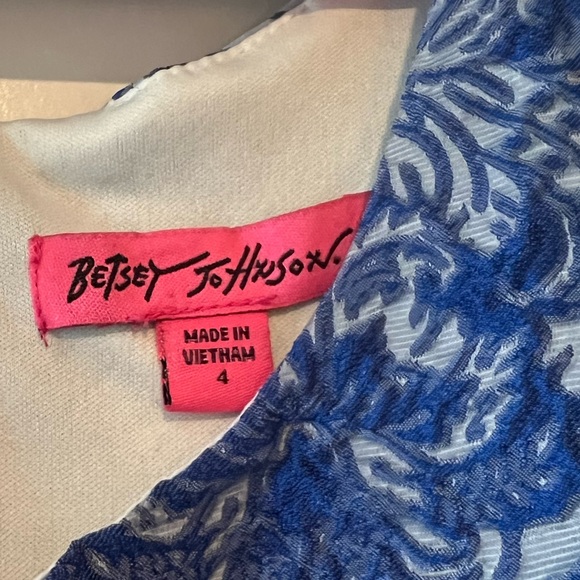 BETSEY JOHNSON.
MADE IN
VIETNAM
4